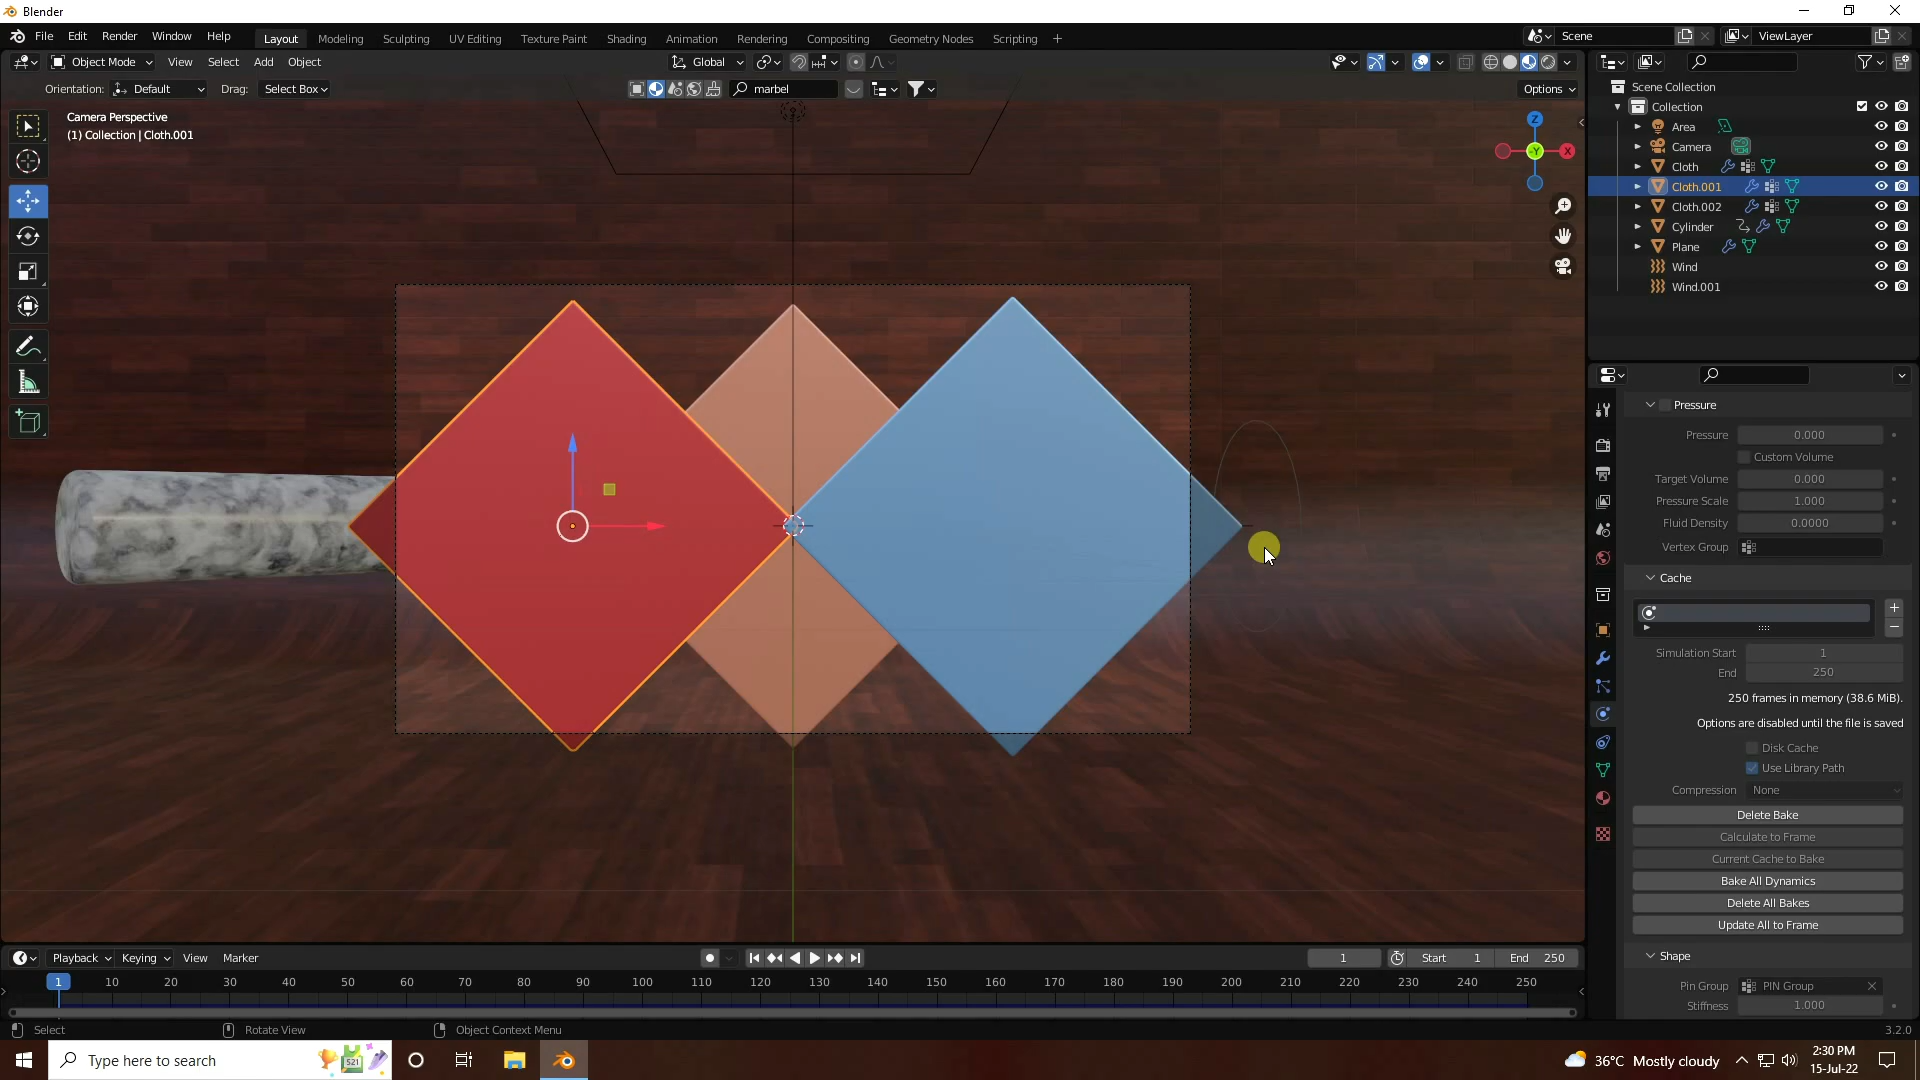 Blender
File Edit Render Window Help Layout Modeling Sculpting UV Editing Texture Paint Shading Animation Rendering Compositing Geometry Nodes Scripting + Scene ViewLayer
Object Mode View Select Add Object Global
Orientation: Default Drag: Select Box marbel Options
Camera Perspective
(1) Collection | Cloth.001
Z
-Y
X
Scene Collection
Collection
Area
Camera
Cloth
Cloth.001
Cloth.002
Cylinder
Plane
Wind
Wind.001
Pressure
Pressure 0.000
Custom Volume
Target Volume 0.000
Pressure Scale 1.000
Fluid Density 0.0000
Vertex Group
Cache
Simulation Start 1
End 250
250 frames in memory (38.6 MiB).
Options are disabled until the file is saved
Disk Cache
Use Library Path
Compression None
Delete Bake
Calculate to Frame
Current Cache to Bake
Bake All Dynamics
Delete All Bakes
Update All to Frame
Shape
Pin Group PIN Group
Stiffness 1.000
Playback Keying View Marker 1 Start 1 End 250
1 10 20 30 40 50 60 70 80 90 100 110 120 130 140 150 160 170 180 190 200 210 220 230 240 250
Select Rotate View Object Context Menu 3.2.0
Type here to search 36°C Mostly cloudy
2:30 PM
15-Jul-22